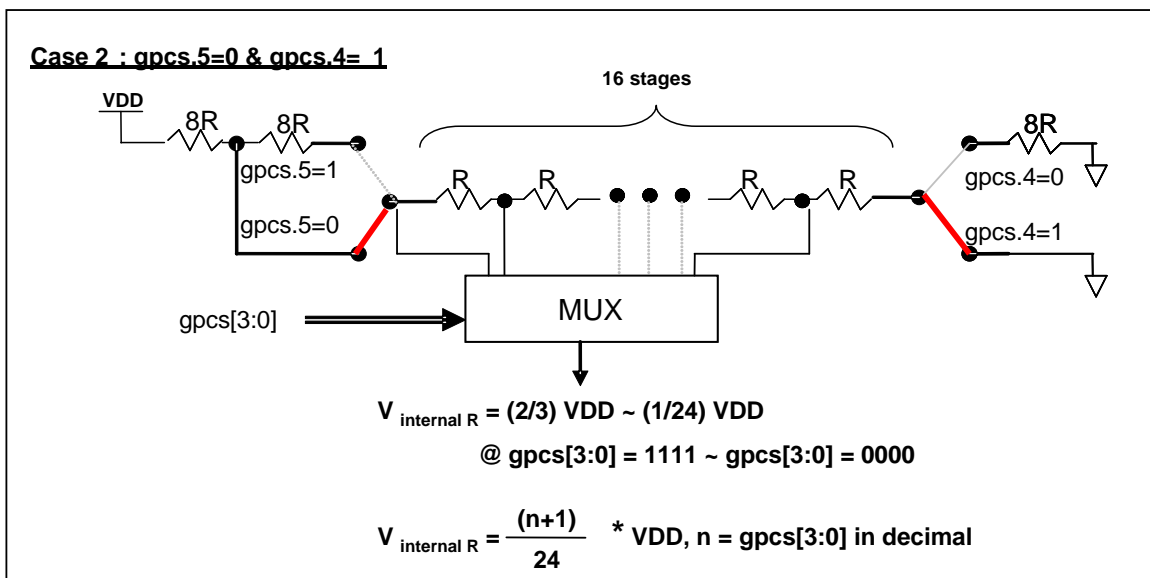 Case 2 : gpcs.5=0 & gpcs.4= 1
16 stages
VDD
8R 8R 8R
gpcs.5=1 R R R R gpcs.4=0
gpcs.5=0 gpcs.4=1
MUX
gpcs[3:0]
V internal R = (2/3) VDD ~ (1/24) VDD
@ gpcs[3:0] = 1111 ~ gpcs[3:0] = 0000
V internal R = (n+1) / 24 * VDD, n = gpcs[3:0] in decimal